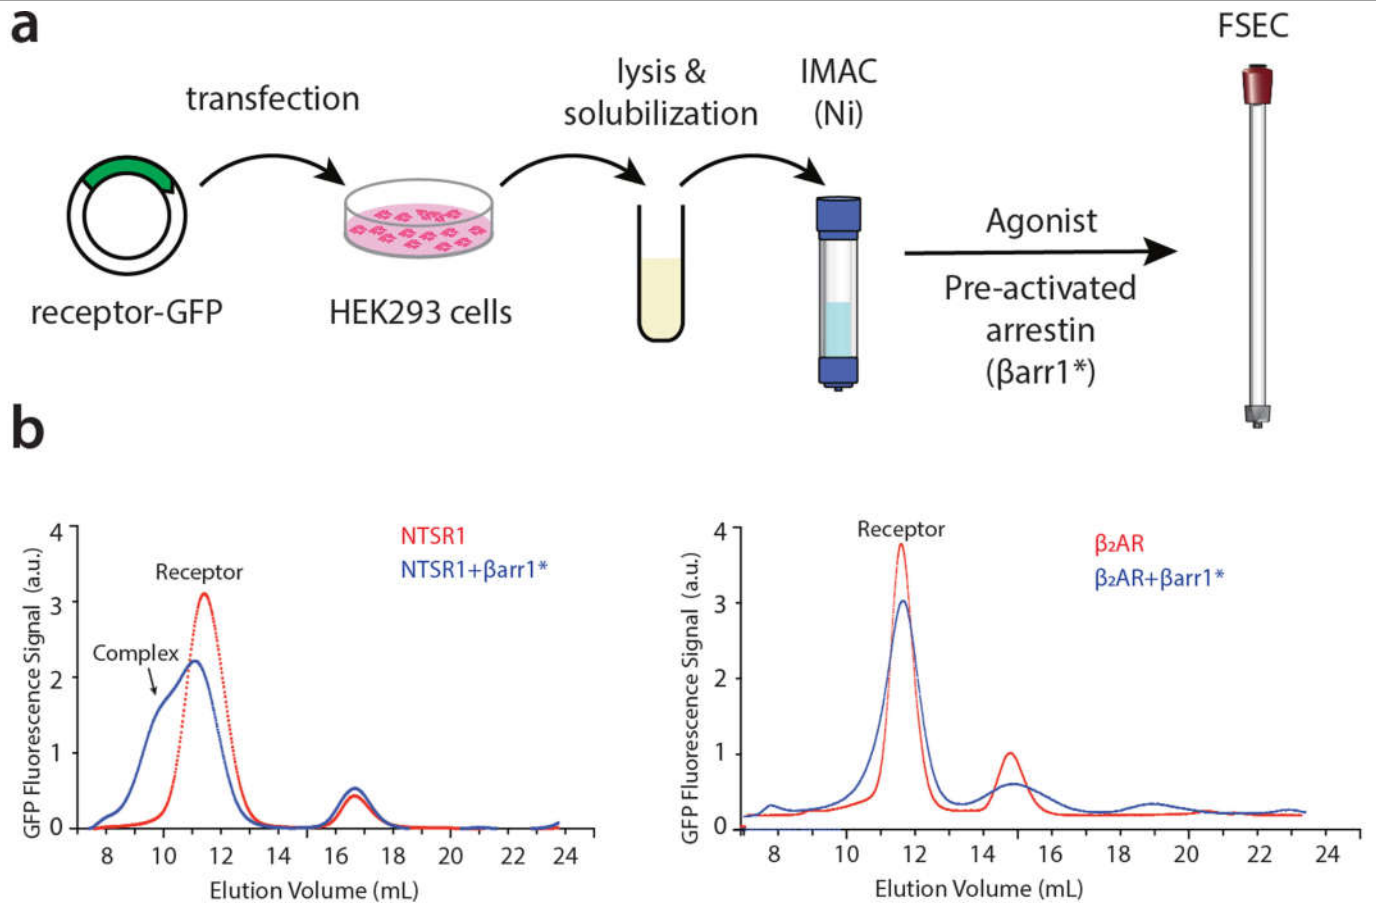 a
FSEC
transfection
lysis &
solubilization
IMAC
(Ni)
receptor-GFP
HEK293 cells
Agonist
Pre-activated
arrestin
(βarr1*)
b
GFP Fluorescence Signal (a.u.)
4
3
2
1
0
NTSR1
NTSR1+βarr1*
Receptor
Complex
8 10 12 14 16 18 20 22 24
Elution Volume (mL)
GFP Fluorescence Signal (a.u.)
4
3
2
1
0
Receptor
β₂AR
β₂AR+βarr1*
8 10 12 14 16 18 20 22 24
Elution Volume (mL)